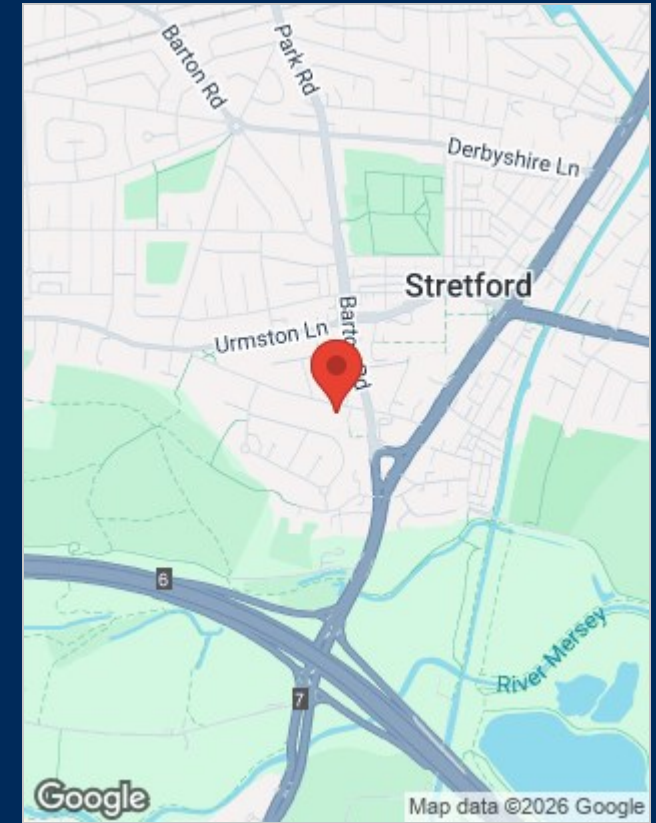 Barton Rd
Park Rd
Derbyshire Ln
Stretford
Urmston Ln
Barton Rd
6
River Mersey
7
Google
Map data ©2026 Google